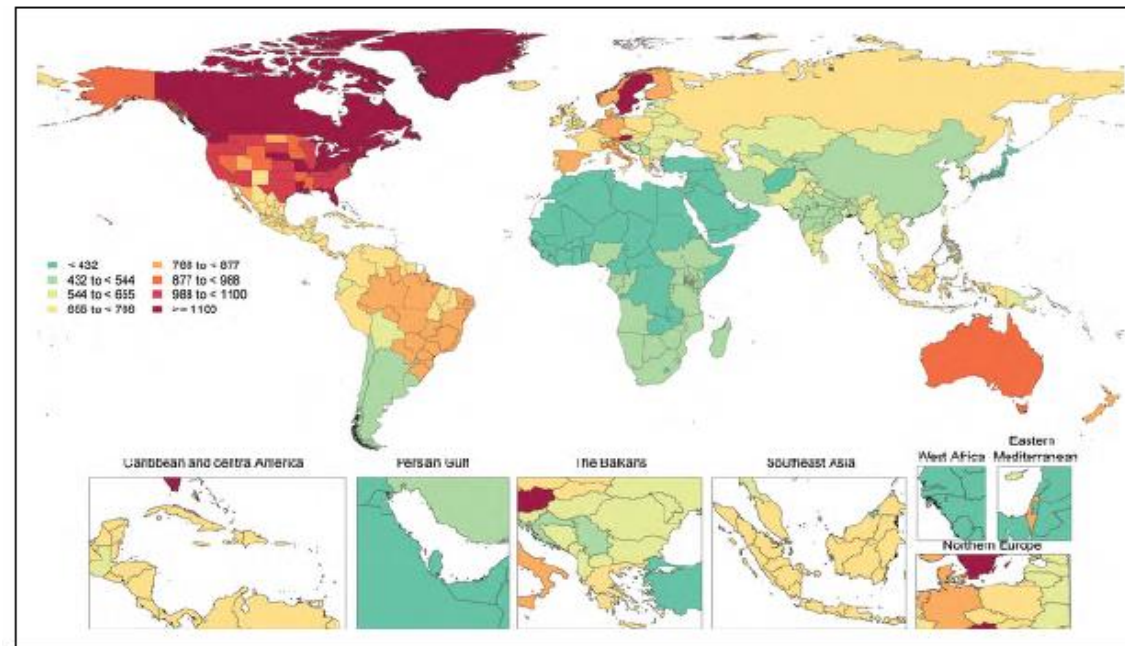 < 432
432 to < 544
544 to < 655
655 to < 766
766 to < 877
877 to < 988
988 to < 1100
>= 1100
Caribbean and central America
Persian Gulf
The Balkans
Southeast Asia
West Africa
Eastern
Mediterranean
Northern Europe